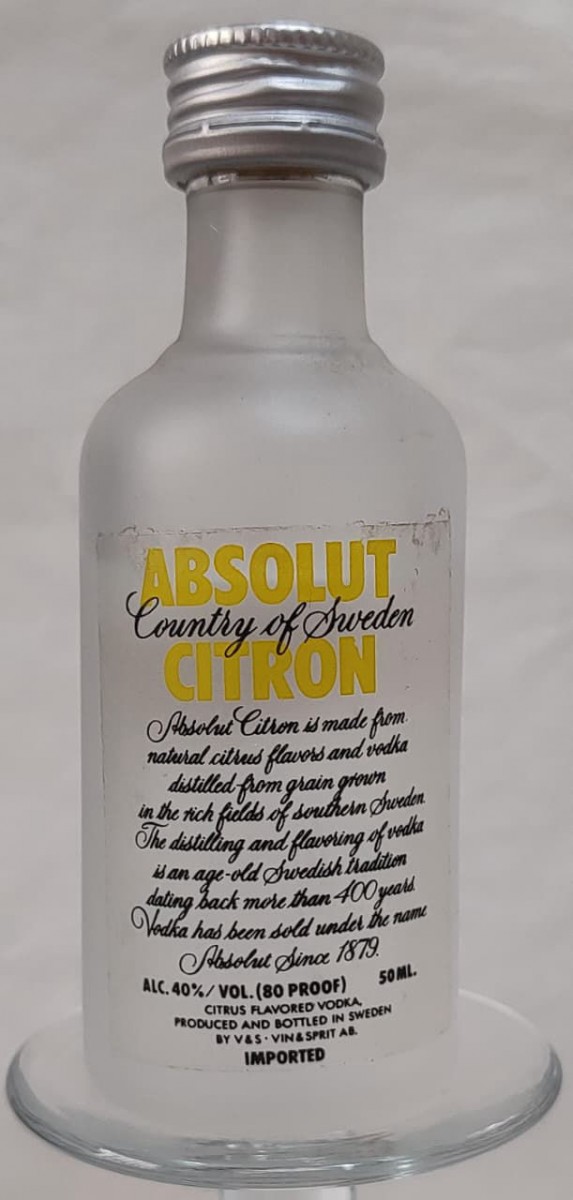 ABSOLUT
Country of Sweden
CITRON
Absolut Citron is made from
natural citrus flavors and vodka
distilled from grain grown
in the rich fields of southern Sweden.
The distilling and flavoring of vodka
is an age-old Swedish tradition
dating back more than 400 years.
Vodka has been sold under the name
Absolut Since 1879.
ALC. 40%/VOL. (80 PROOF) 50 ML.
CITRUS FLAVORED VODKA,
PRODUCED AND BOTTLED IN SWEDEN
BY V&S · VIN & SPRIT AB.
IMPORTED